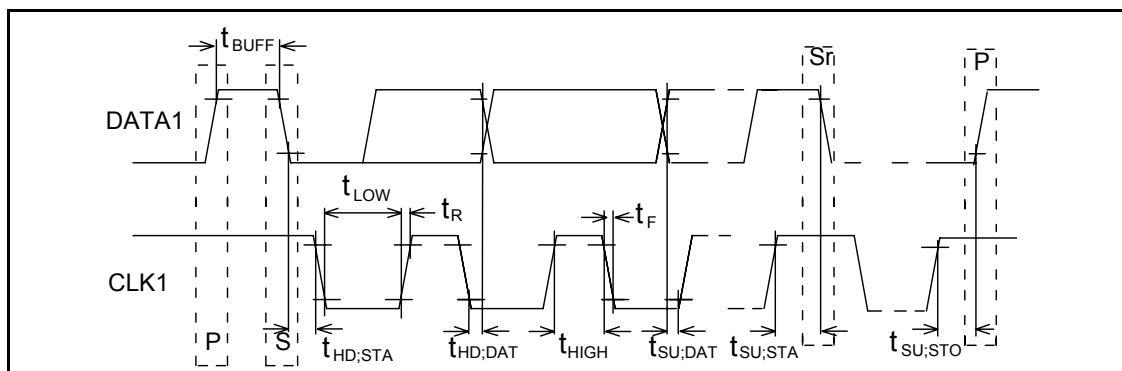 tBUFF
Sr
P
DATA1
tLOW
tR
tF
CLK1
P
S
tHD;STA
tHD;DAT
tHIGH
tSU;DAT
tSU;STA
tSU;STO